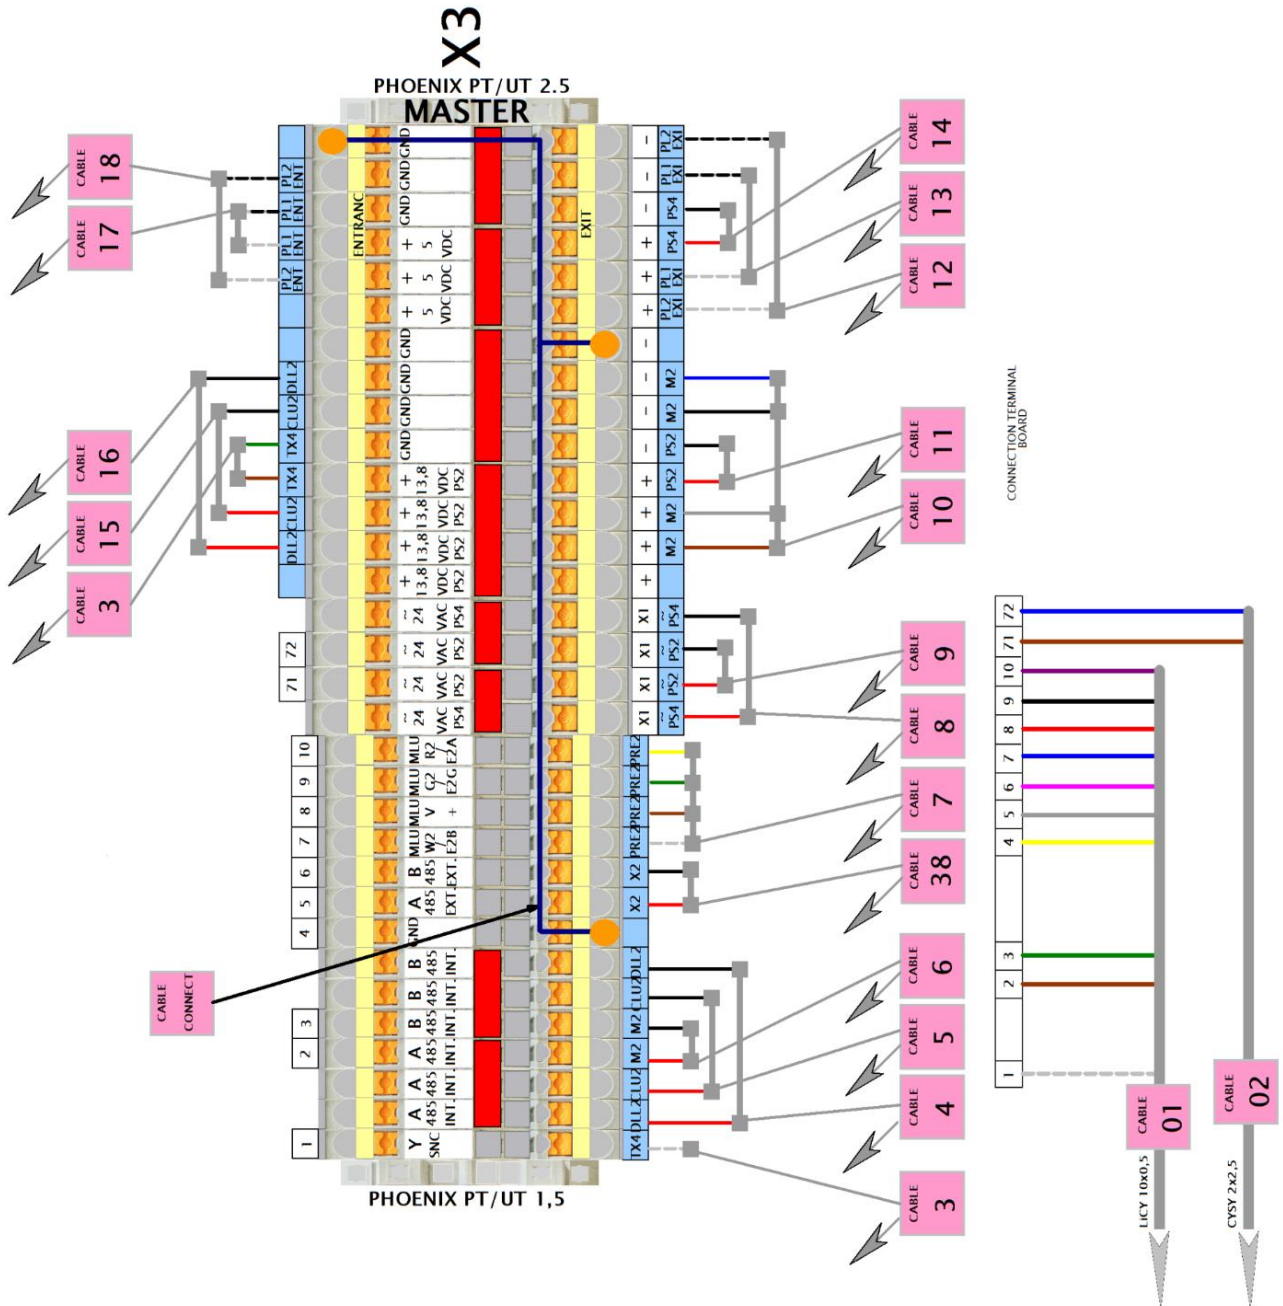 X3
PHOENIX PT/UT 2.5
MASTER
CABLE
18
CABLE
17
CABLE
16
CABLE
15
CABLE
3
CABLE
CONNECT
PL2
ENT
PL1
ENT
PL1
ENT
PL2
ENT
DLL2
CLU2
TX4
TX4
CLU2
DLL2
72
71
10
9
8
7
6
5
4
3
2
1
ENTRANC
EXIT
GND
GND
GND
+
5
VDC
+
5
VDC
+
5
VDC
GND
GND
GND
GND
+
13,8
VDC
PS2
+
13,8
VDC
PS2
+
13,8
VDC
PS2
+
13,8
VDC
PS2
~
24
VAC
PS4
~
24
VAC
PS2
~
24
VAC
PS2
~
24
VAC
PS4
MLU
R2/
E2A
MLU
G2/
E2G
MLU
V
+
MLU
W2/
E2B
B
485
EXT.
A
485
EXT.
GND
B
485
INT.
B
485
INT.
B
485
INT.
A
485
INT.
A
485
INT.
A
485
INT.
Y
SNC
-
PL2
EXI
-
PL1
EXI
-
PS4
+
PS4
+
PL1
EXI
+
PL2
EXI
-
-
M2
-
M2
-
PS2
+
PS2
+
M2
+
M2
+
X1
~
PS4
X1
~
PS2
X1
~
PS2
X1
~
PS4
PRE2
PRE2
PRE2
PRE2
X2
X2
DLL2
CLU2
M2
M2
CLU2
DLL2
TX4
PHOENIX PT/UT 1,5
CABLE
14
CABLE
13
CABLE
12
CABLE
11
CABLE
10
CABLE
9
CABLE
8
CABLE
7
CABLE
38
CABLE
6
CABLE
5
CABLE
4
CABLE
3
CONNECTION TERMINAL
BOARD
72
71
10
9
8
7
6
5
4
3
2
1
CABLE
01
CABLE
02
LiCY 10x0,5
CYSY 2x2,5